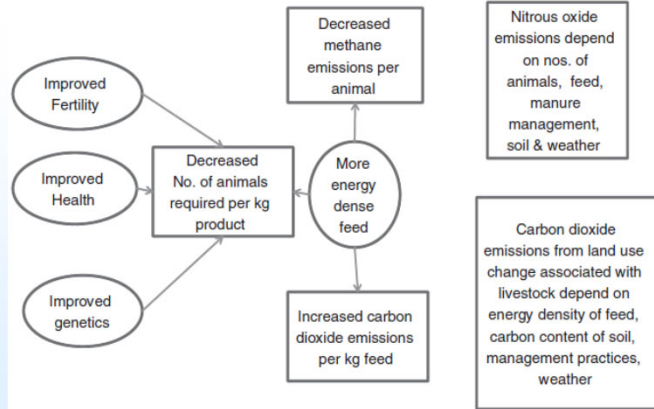 Decreased
methane
emissions per
animal
Nitrous oxide
emissions depend
on nos. of
animals, feed,
manure
management,
soil & weather
Improved
Fertility
Improved
Health
Decreased
No. of animals
required per kg
product
More
energy
dense
feed
Improved
genetics
Increased carbon
dioxide emissions
per kg feed
Carbon dioxide
emissions from land use
change associated with
livestock depend on
energy density of feed,
carbon content of soil,
management practices,
weather